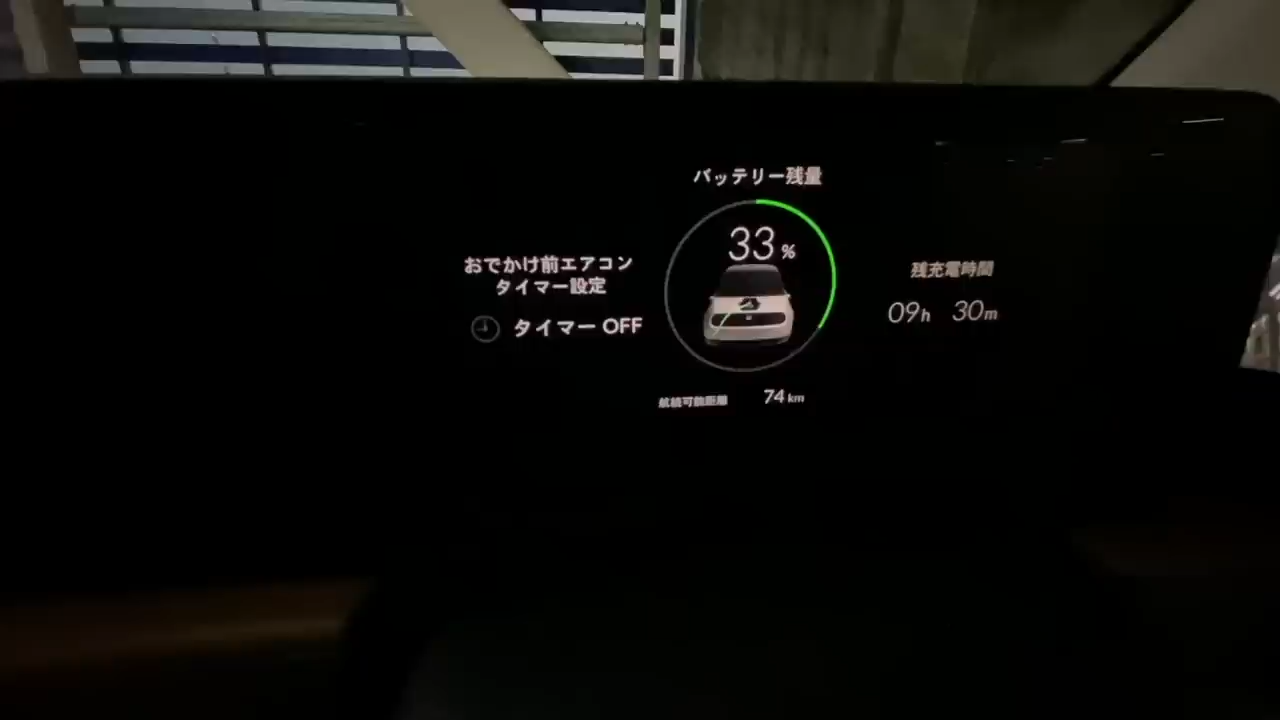 バッテリー残量
33 %
おでかけ前エアコン
タイマー設定
タイマー OFF
残充電時間
09h 30m
航続可能距離 74 km